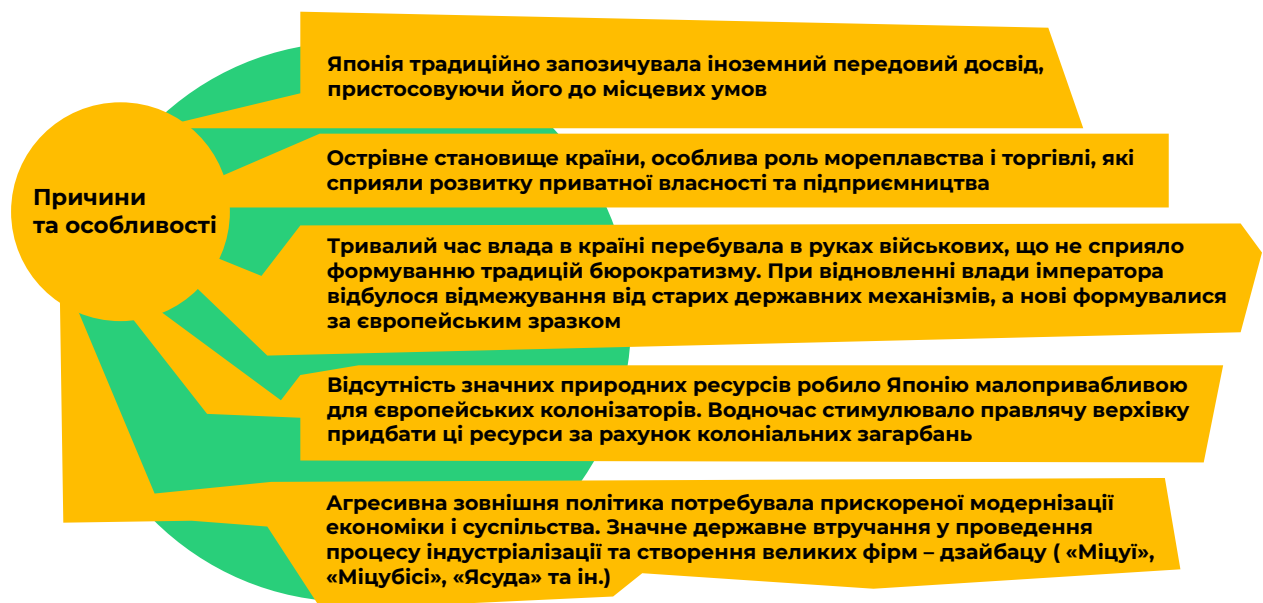 Причини
та особливості
Японія традиційно запозичувала іноземний передовий досвід,
пристосовуючи його до місцевих умов
Острівне становище країни, особлива роль мореплавства і торгівлі, які
сприяли розвитку приватної власності та підприємництва
Тривалий час влада в країні перебувала в руках військових, що не сприяло
формуванню традицій бюрократизму. При відновленні влади імператора
відбулося відмежування від старих державних механізмів, а нові формувалися
за європейським зразком
Відсутність значних природних ресурсів робило Японію малопривабливою
для європейських колонізаторів. Водночас стимулювало правлячу верхівку
придбати ці ресурси за рахунок колоніальних загарбань
Агресивна зовнішня політика потребувала прискореної модернізації
економіки і суспільства. Значне державне втручання у проведення
процесу індустріалізації та створення великих фірм – дзайбацу ( «Міцуї»,
«Міцубісі», «Ясуда» та ін.)